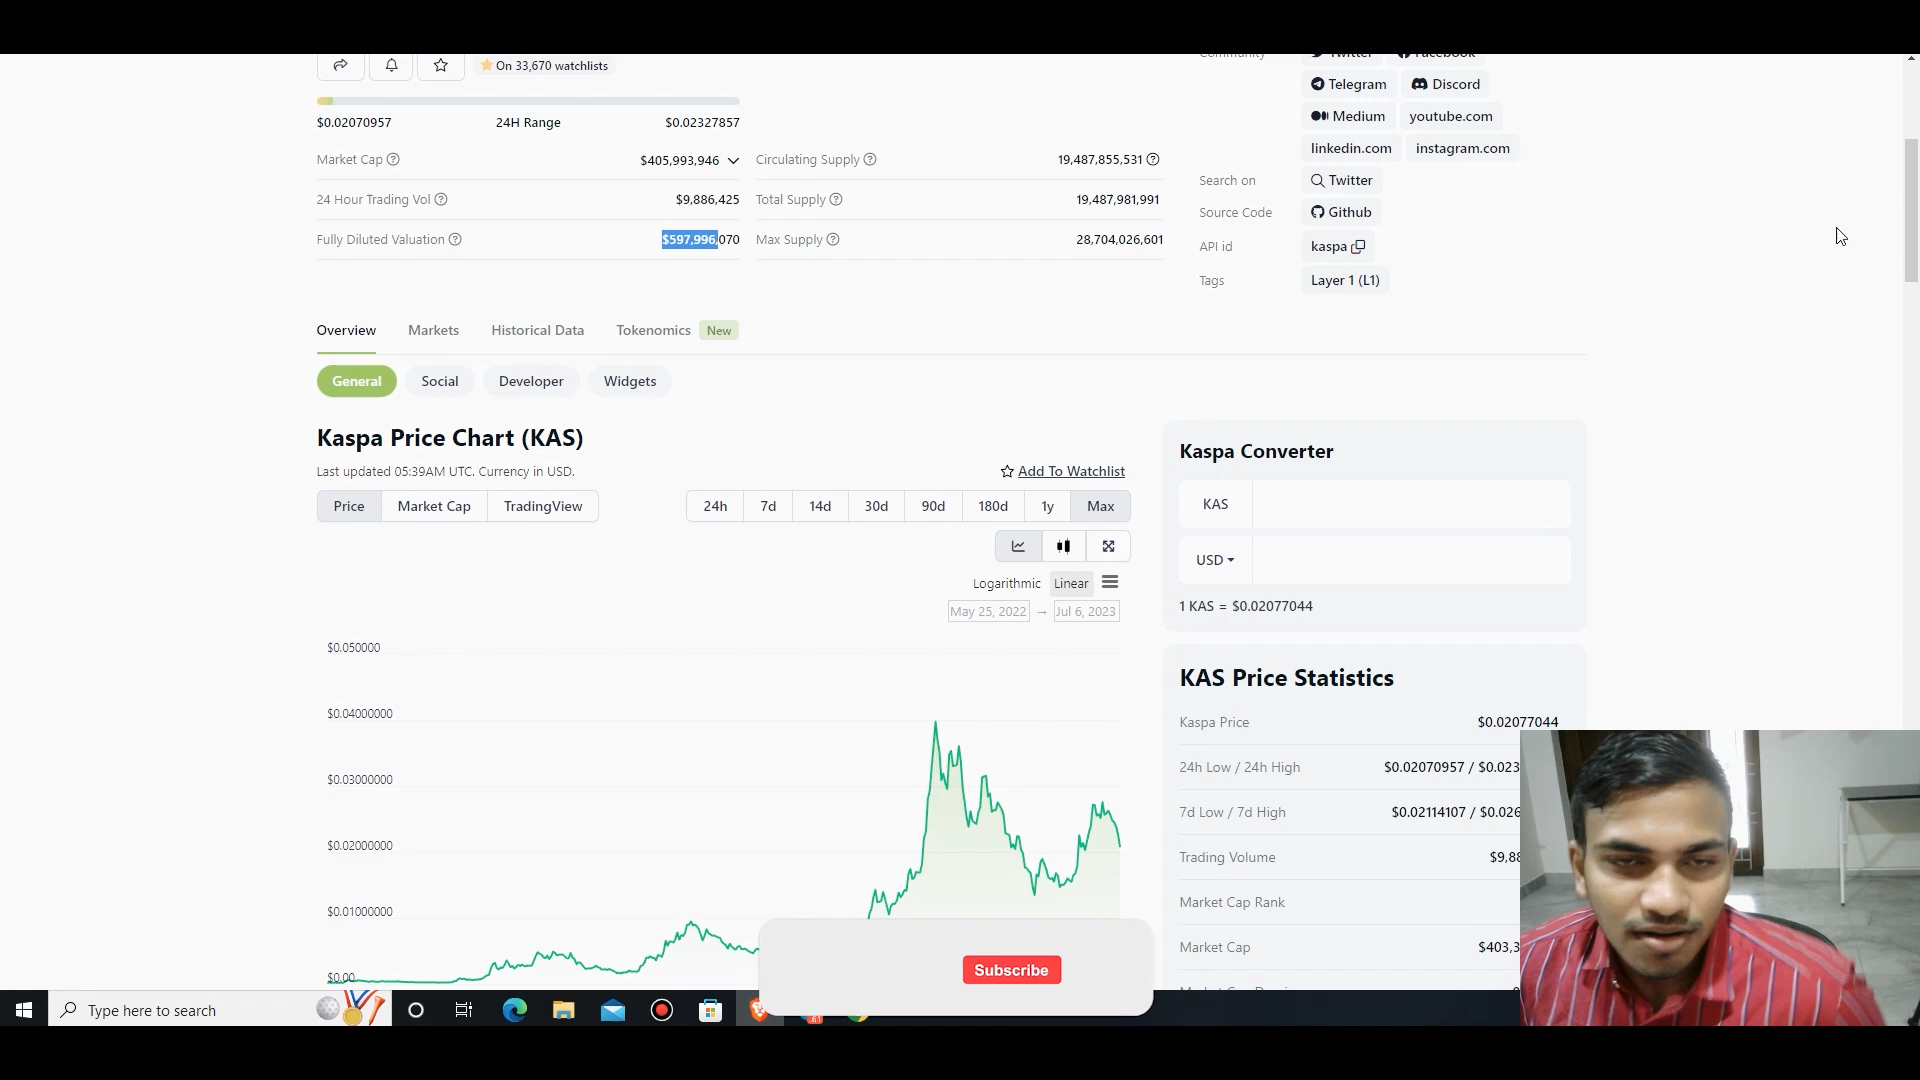 Community Twitter Facebook
On 33,670 watchlists
Telegram Discord
$0.02070957 24H Range $0.02327857
Medium youtube.com
Market Cap $405,993,946 Circulating Supply 19,487,855,531
linkedin.com instagram.com
Search on Twitter
24 Hour Trading Vol $9,886,425 Total Supply 19,487,981,991
Source Code Github
Fully Diluted Valuation $597,996,070 Max Supply 28,704,026,601
API id kaspa
Tags Layer 1 (L1)
Overview Markets Historical Data Tokenomics New
General Social Developer Widgets
Kaspa Price Chart (KAS)
Last updated 05:39AM UTC. Currency in USD.
Add To Watchlist
Price Market Cap TradingView 24h 7d 14d 30d 90d 180d 1y Max
Logarithmic Linear
May 25, 2022 → Jul 6, 2023
$0.050000
$0.04000000
$0.03000000
$0.02000000
$0.01000000
$0.00
Kaspa Converter
KAS
USD
1 KAS = $0.02077044
KAS Price Statistics
Kaspa Price $0.02077044
24h Low / 24h High $0.02070957 / $0.023
7d Low / 7d High $0.02114107 / $0.026
Trading Volume $9,88
Market Cap Rank
Market Cap $403,3
Subscribe
Type here to search
61